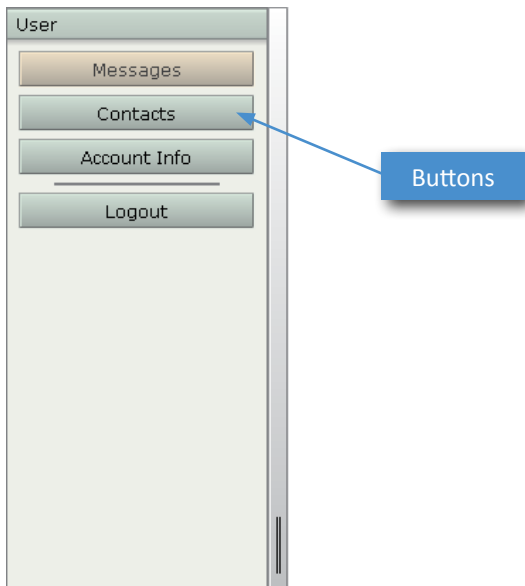 User
Messages
Contacts
Account Info
Logout
Buttons